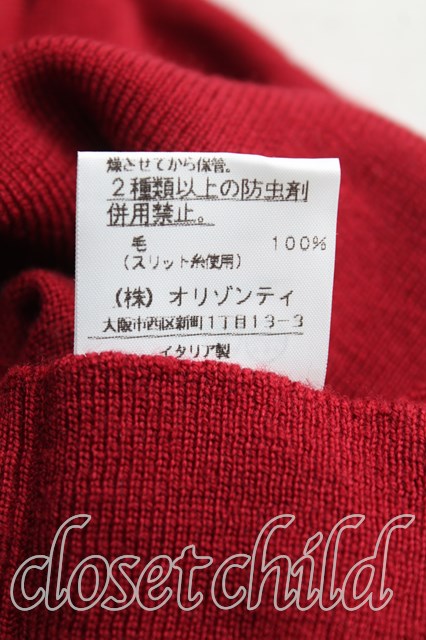 燥させてから保管。
２種類以上の防虫剤
併用禁止。
毛 100%
(スリット糸使用)
(株) オリゾンティ
大阪市西区新町1丁目13-3
イタリア製
closet child